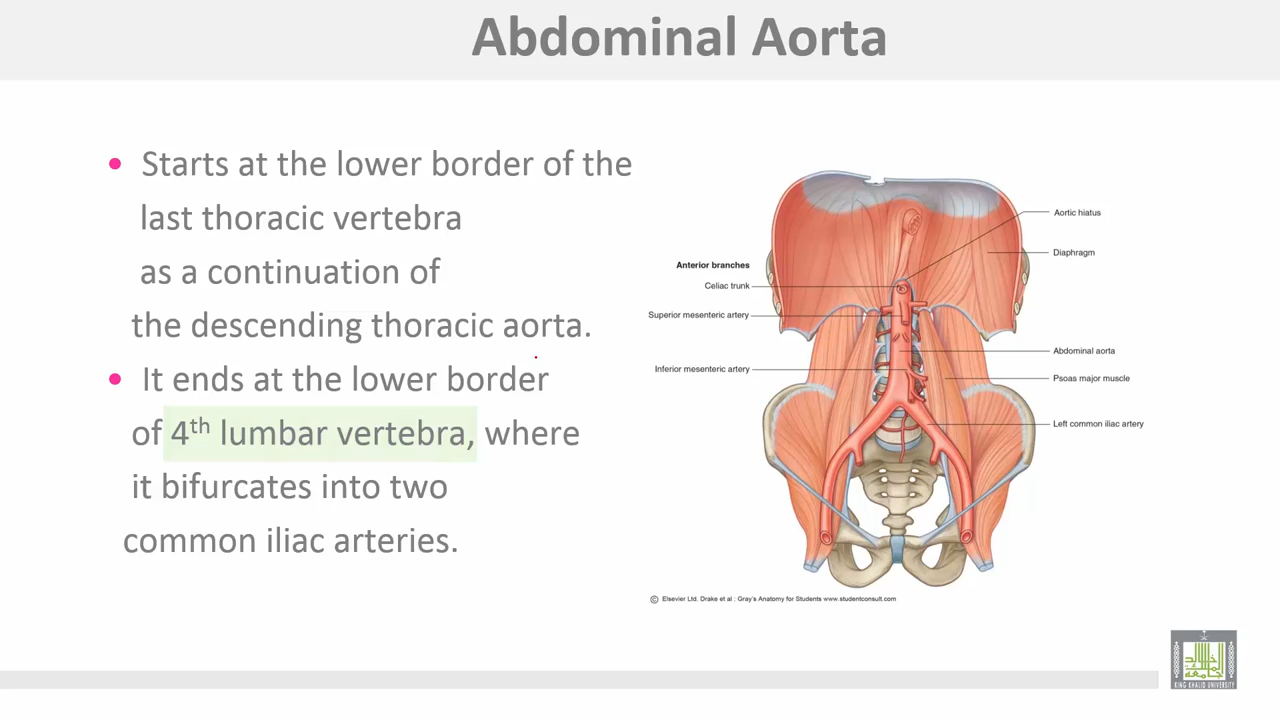 Abdominal Aorta
• Starts at the lower border of the
last thoracic vertebra
as a continuation of
the descending thoracic aorta.
• It ends at the lower border
of 4th lumbar vertebra, where
it bifurcates into two
common iliac arteries.
Anterior branches
Celiac trunk
Superior mesenteric artery
Inferior mesenteric artery
Aortic hiatus
Diaphragm
Abdominal aorta
Psoas major muscle
Left common iliac artery
© Elsevier Ltd. Drake et al : Gray's Anatomy for Students www.studentconsult.com
KING KHALID UNIVERSITY